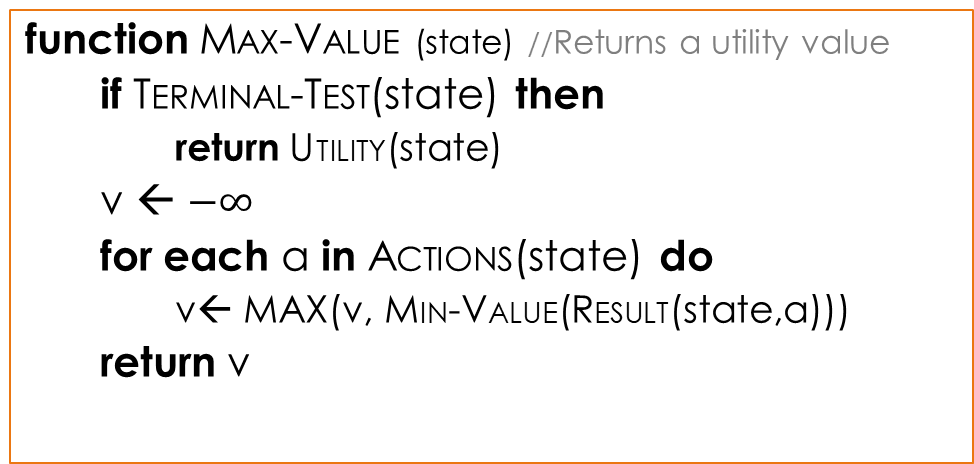 function MAX-VALUE (state) //Returns a utility value
if TERMINAL-TEST(state) then
return UTILITY(state)
v ← −∞
for each a in ACTIONS(state) do
v← MAX(v, MIN-VALUE(RESULT(state,a)))
return v